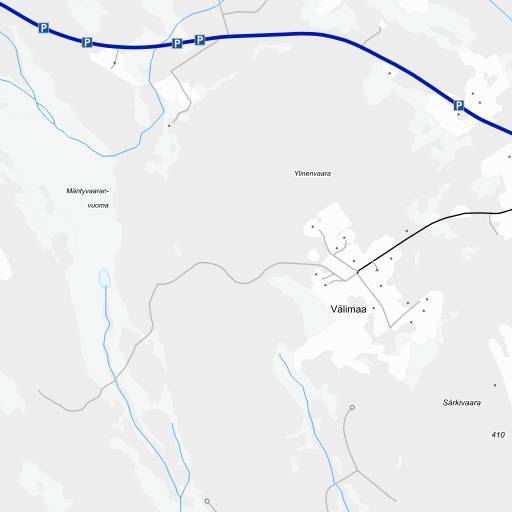 P
P
P
P
P
Ylinenvaara
Mäntyvaaran-
vuoma
Välimaa
Särkivaara
410